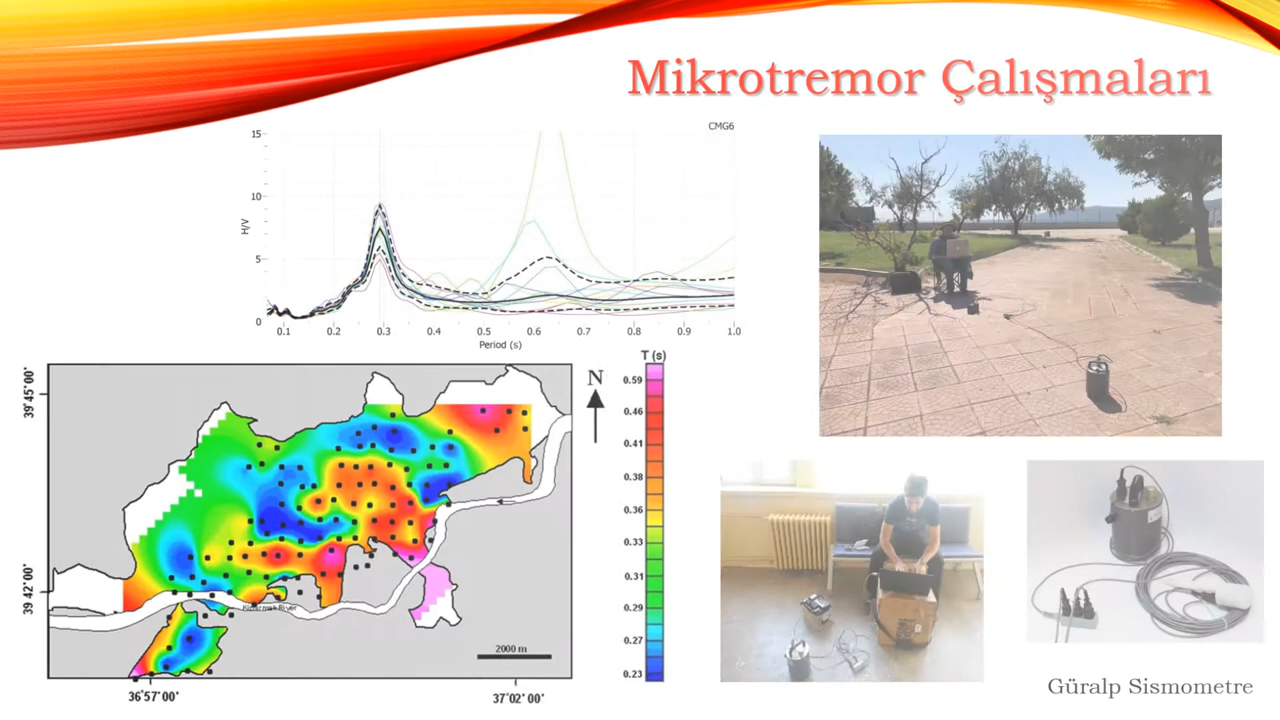 Mikrotremor Çalışmaları
CMG6
15
10
5
0
H/V
0.1 0.2 0.3 0.4 0.5 0.6 0.7 0.8 0.9 1.0
Period (s)
T (s)
0.59
0.46
0.41
0.38
0.36
0.33
0.31
0.29
0.27
0.23
N
39°45'00"
39°42'00"
2000 m
36°57'00"
37°02'00"
Güralp Sismometre